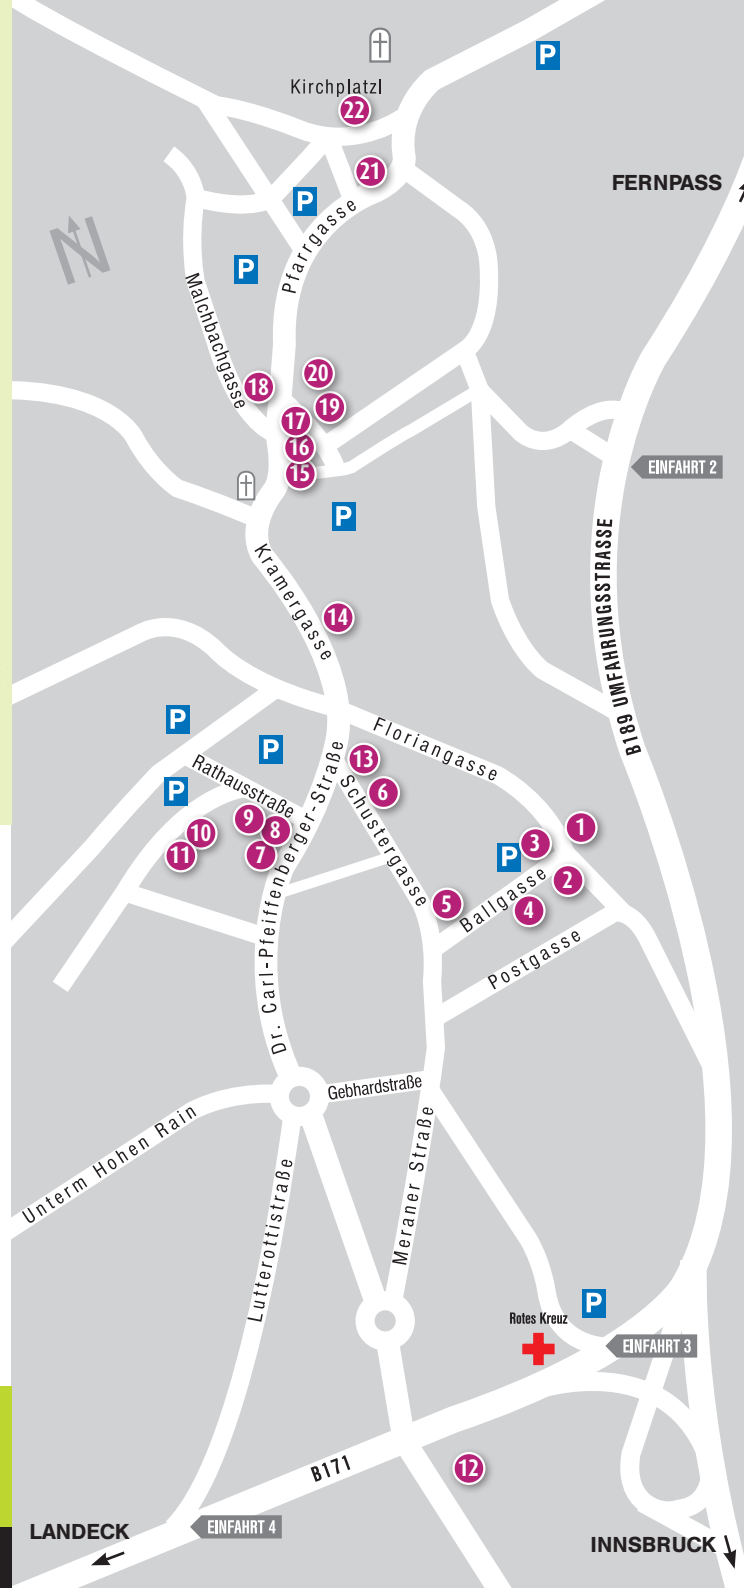 P
Kirchplatzl
22
21
FERNPASS
P
Pfarrgasse
N
P
Malchbachgasse
20
18
19
17
16
EINFAHRT 2
15
P
B189 UMFAHRUNGSSTRASSE
Kramergasse
14
P
Floriangasse
P
13
Rathausstraße
P
6
Schustergasse
9
8
1
10
3
11
7
P
2
5
4
Ballgasse
Dr. Carl-Pfeiffenberger-Straße
Postgasse
Gebhardstraße
Unterm Hohen Rain
Meraner Straße
Lutterottistraße
P
Rotes Kreuz
EINFAHRT 3
B171
12
EINFAHRT 4
LANDECK
INNSBRUCK